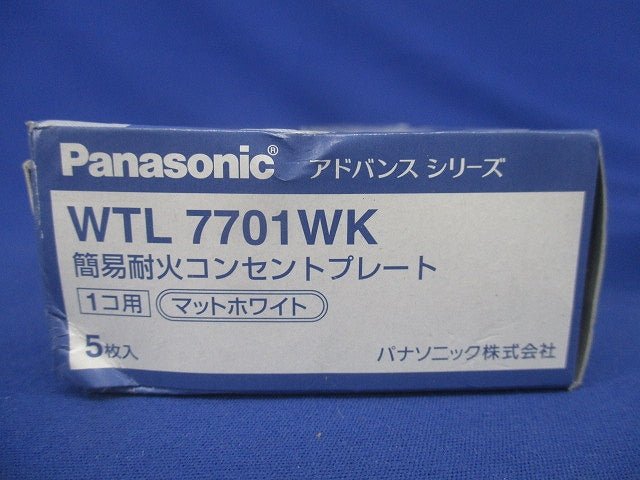 Panasonic® アドバンス シリーズ
WTL 7701WK
簡易耐火コンセントプレート
1コ用 マットホワイト
5枚入 パナソニック株式会社